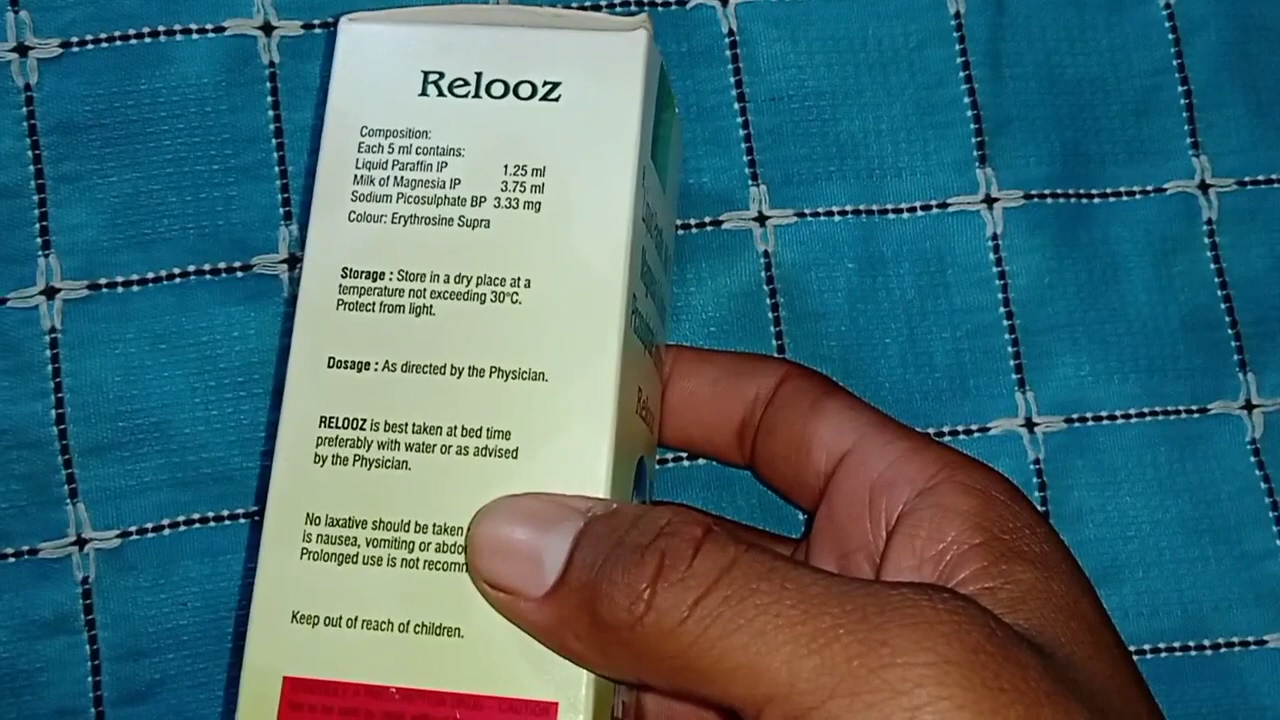 Relooz
Composition:
Each 5 ml contains:
Liquid Paraffin IP 1.25 ml
Milk of Magnesia IP 3.75 ml
Sodium Picosulphate BP 3.33 mg
Colour: Erythrosine Supra
Storage : Store in a dry place at a
temperature not exceeding 30°C.
Protect from light.
Dosage : As directed by the Physician.
RELOOZ is best taken at bed time
preferably with water or as advised
by the Physician.
No laxative should be taken
is nausea, vomiting or abdo
Prolonged use is not recom
Keep out of reach of children.